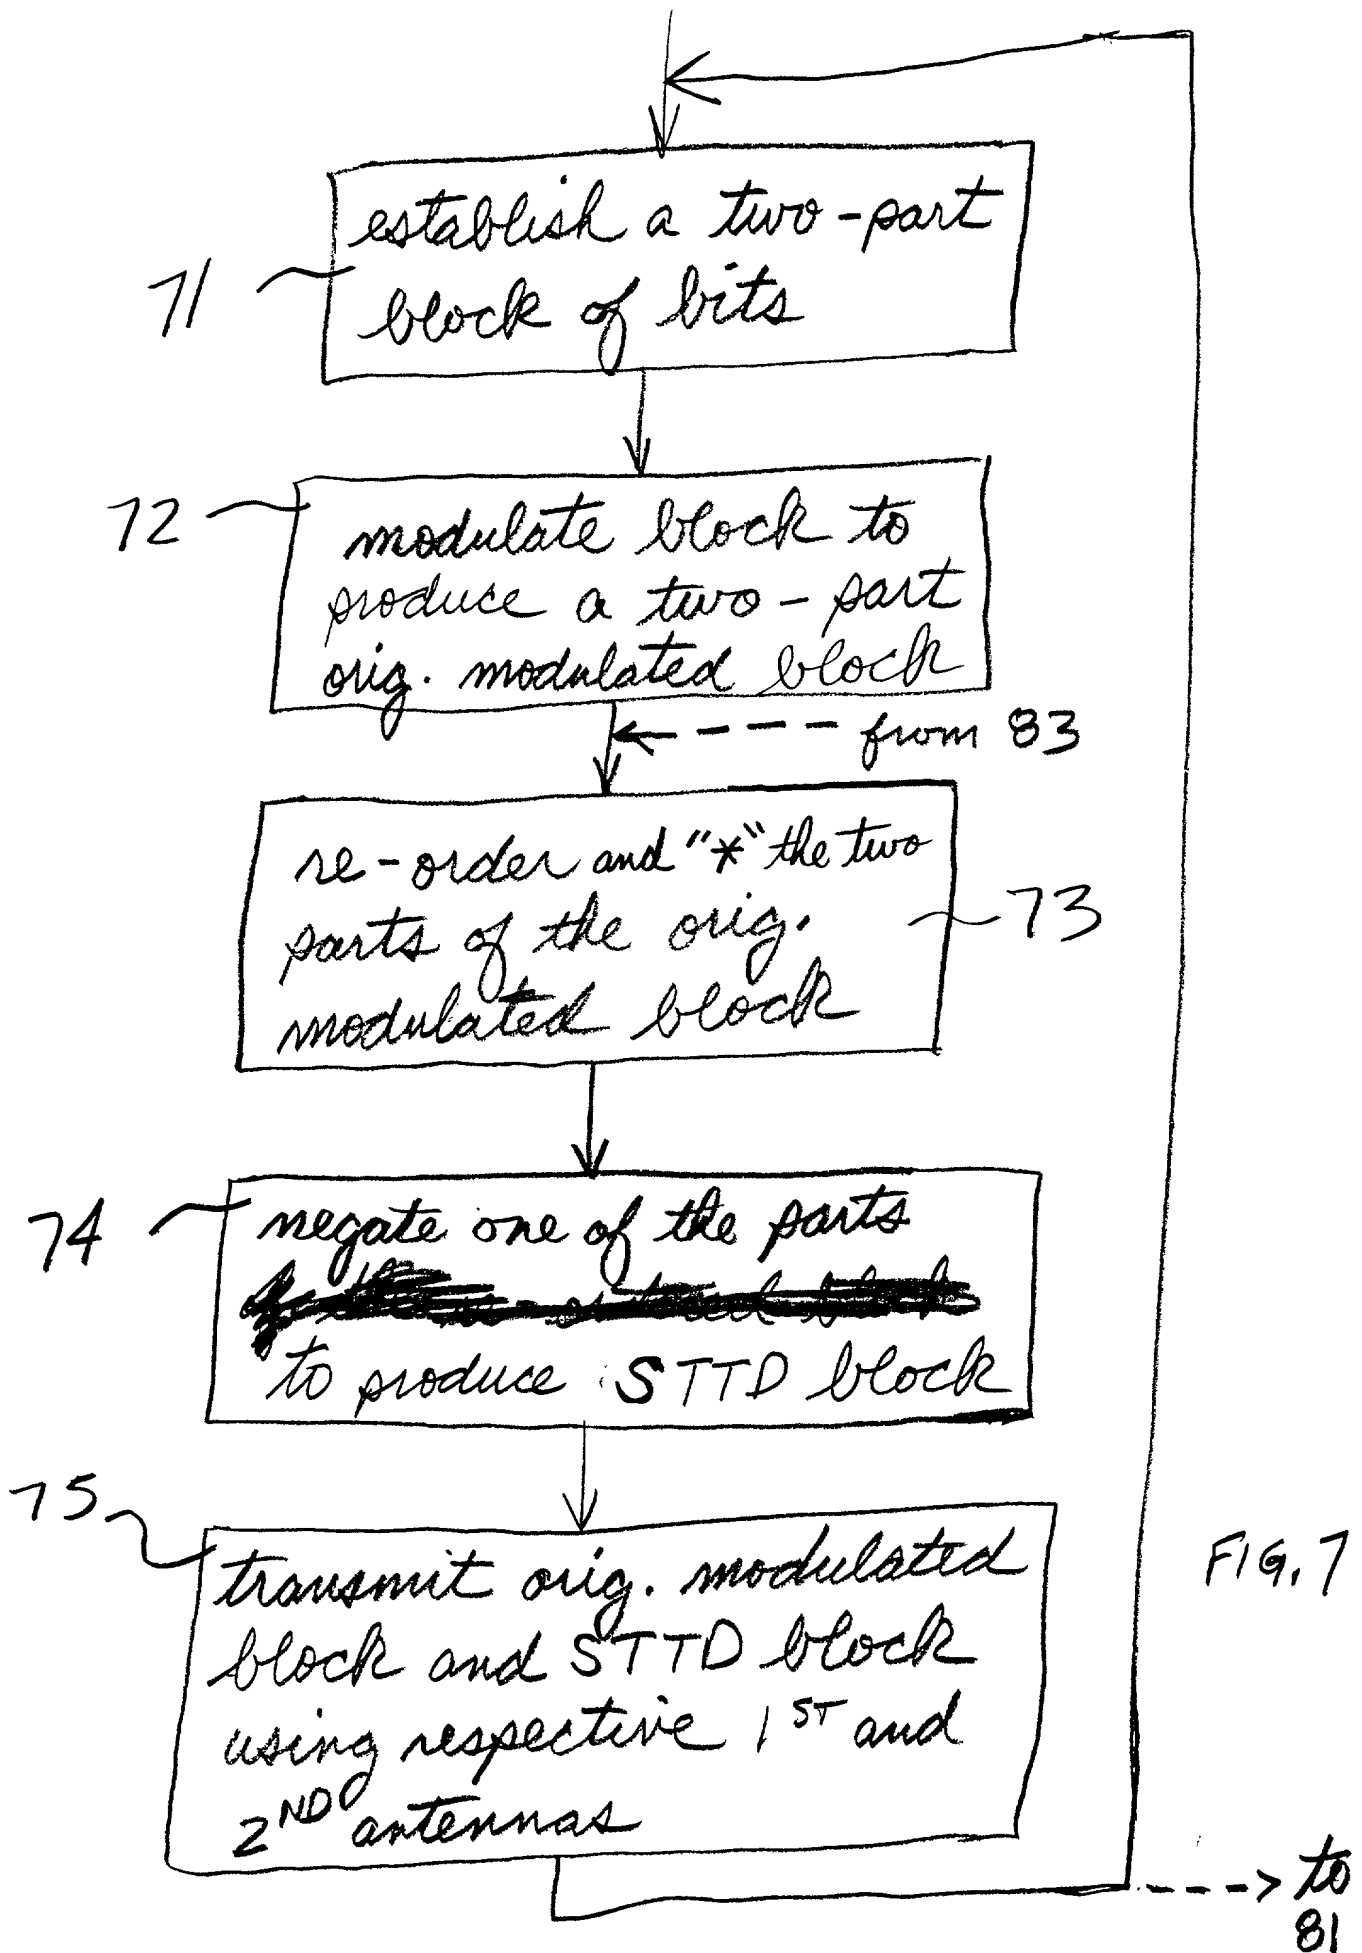 establish a two-part
71
block of bits
72
modulate block to
produce a two-part
orig. modulated block
from 83
re-order and "*" the two
73
parts of the orig.
modulated block
74
negate one of the parts
to produce STTD block
75
transmit orig. modulated
FIG. 7
block and STTD block
using respective 1ST and
2ND antennas
to
81